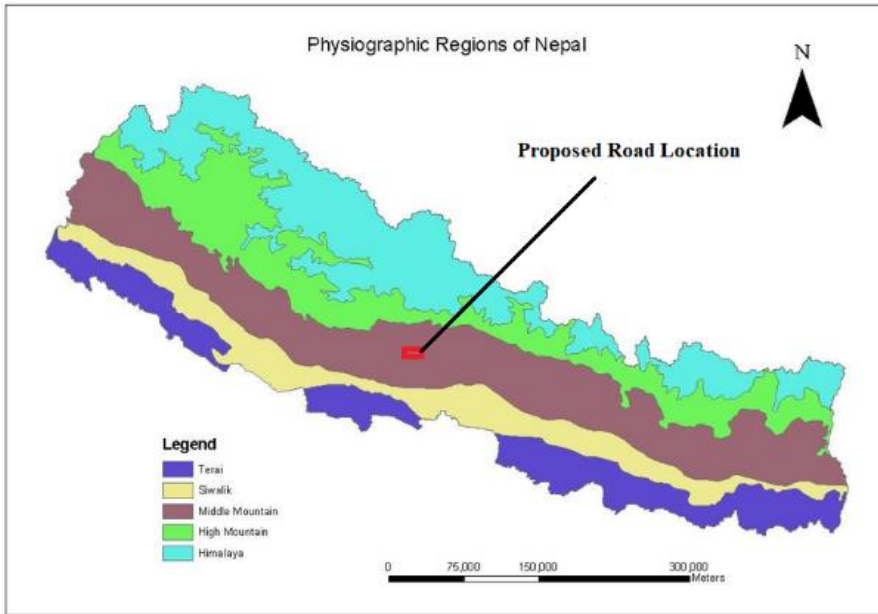 Physiographic Regions of Nepal
N
Proposed Road Location
Legend
Terai
Siwalik
Middle Mountain
High Mountain
Himalaya
0 75,000 150,000 300,000
Meters